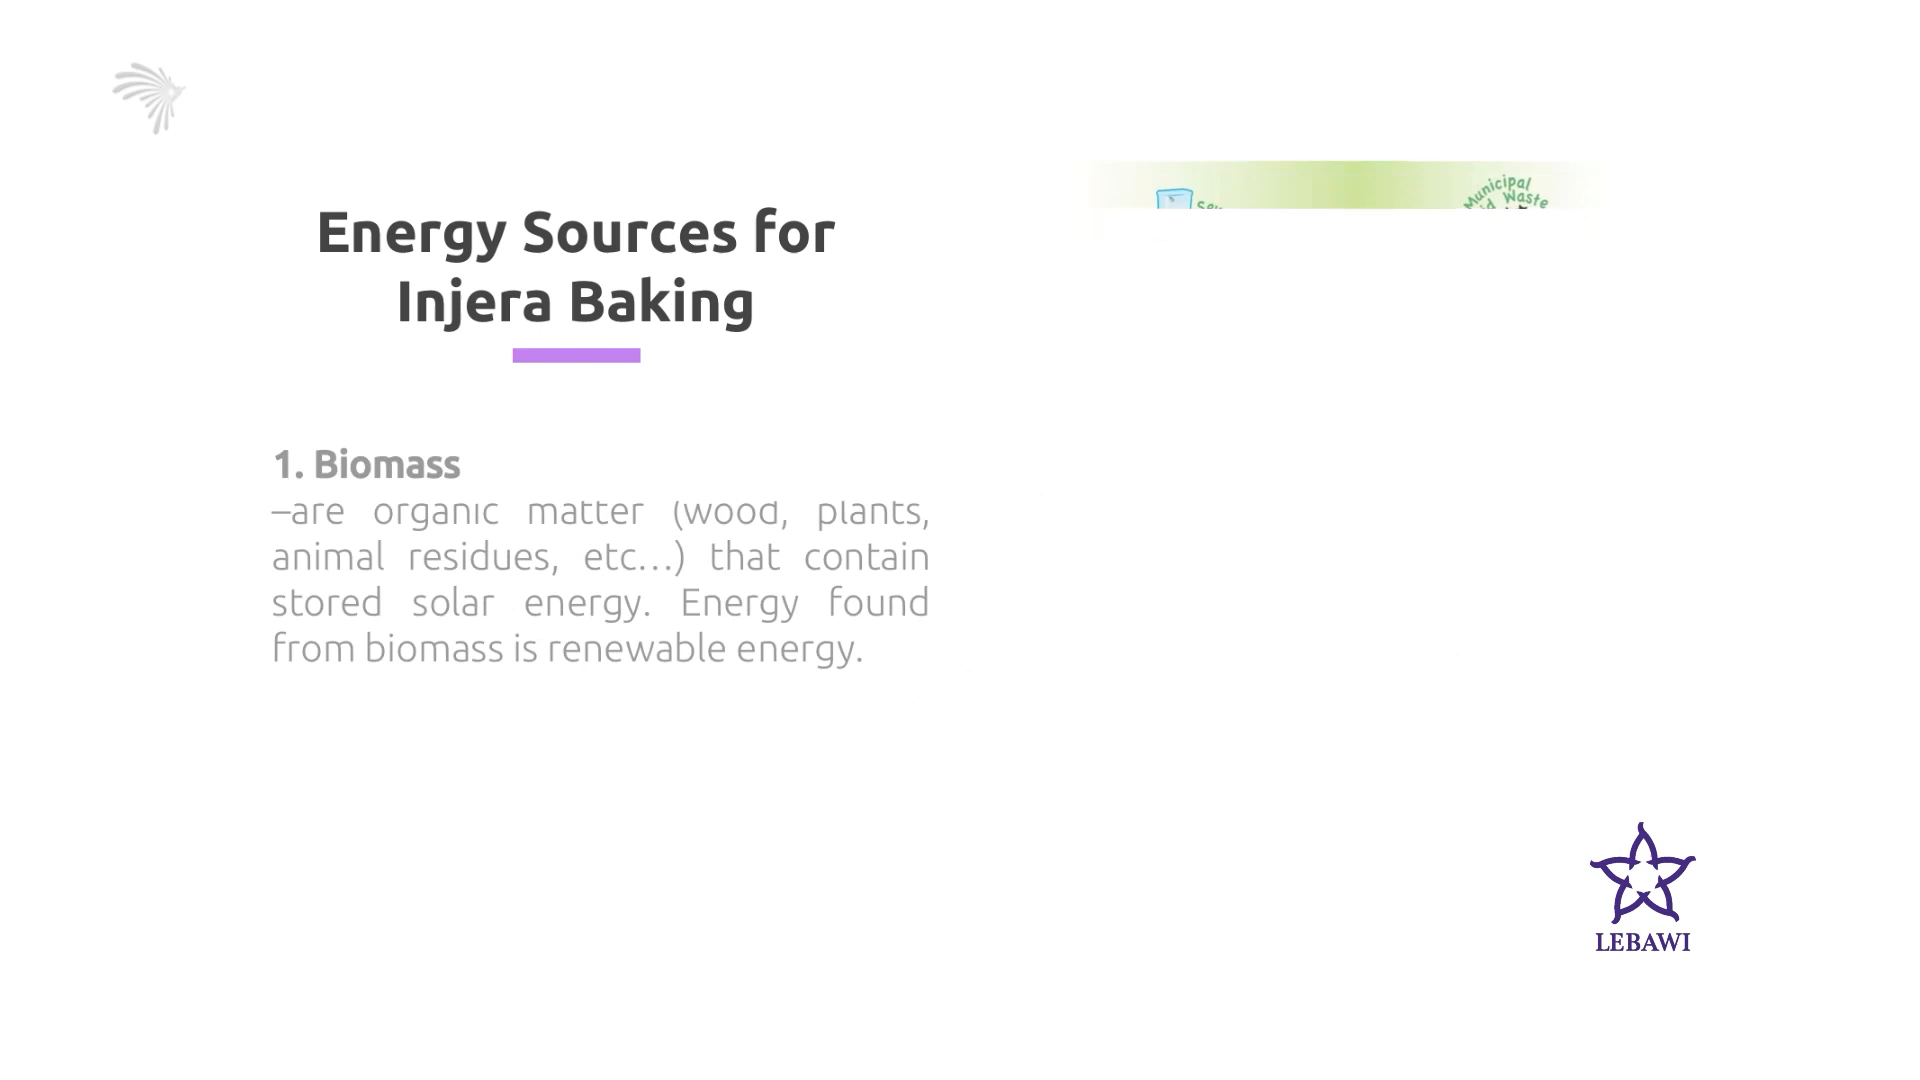 Energy Sources for
Injera Baking
1. Biomass
–are organic matter (wood, plants,
animal residues, etc...) that contain
stored solar energy. Energy found
from biomass is renewable energy.
Municipal
Waste
LEBAWI